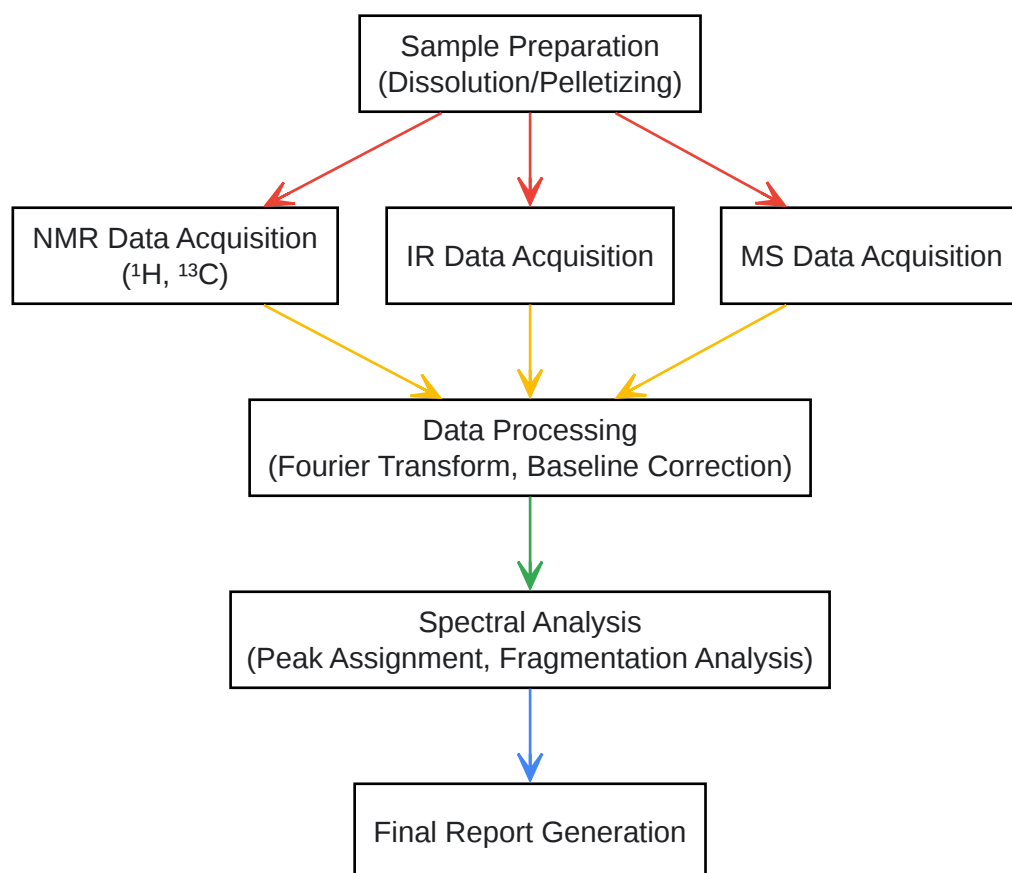 Sample Preparation
(Dissolution/Pelletizing)
NMR Data Acquisition
(¹H, ¹³C)
IR Data Acquisition
MS Data Acquisition
Data Processing
(Fourier Transform, Baseline Correction)
Spectral Analysis
(Peak Assignment, Fragmentation Analysis)
Final Report Generation